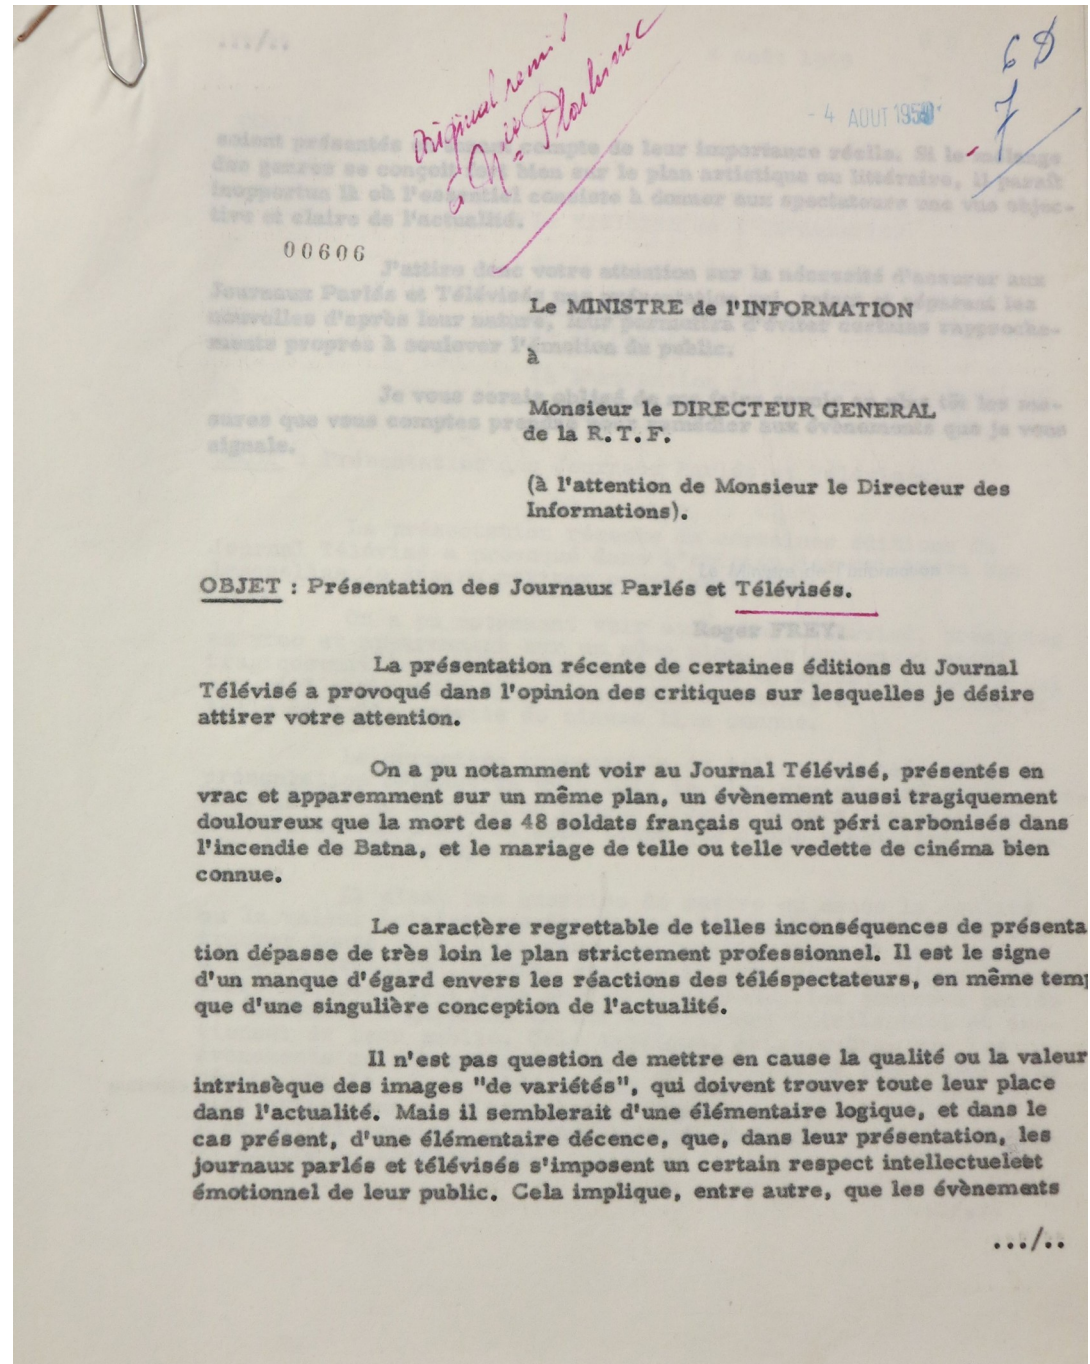 Original remis
à
- 4 AOUT 1959
6 D
7
00606
Le MINISTRE de l'INFORMATION
à
Monsieur le DIRECTEUR GENERAL
de la R.T.F.
(à l'attention de Monsieur le Directeur des
Informations).
OBJET : Présentation des Journaux Parlés et Télévisés.
La présentation récente de certaines éditions du Journal
Télévisé a provoqué dans l'opinion des critiques sur lesquelles je désire
attirer votre attention.
On a pu notamment voir au Journal Télévisé, présentés en
vrac et apparemment sur un même plan, un évènement aussi tragiquement
douloureux que la mort des 48 soldats français qui ont péri carbonisés dans
l'incendie de Batna, et le mariage de telle ou telle vedette de cinéma bien
connue.
Le caractère regrettable de telles inconséquences de présenta
tion dépasse de très loin le plan strictement professionnel. Il est le signe
d'un manque d'égard envers les réactions des téléspectateurs, en même temp
que d'une singulière conception de l'actualité.
Il n'est pas question de mettre en cause la qualité ou la valeur
intrinsèque des images "de variétés", qui doivent trouver toute leur place
dans l'actualité. Mais il semblerait d'une élémentaire logique, et dans le
cas présent, d'une élémentaire décence, que, dans leur présentation, les
journaux parlés et télévisés s'imposent un certain respect intellectuel et
émotionnel de leur public. Cela implique, entre autre, que les évènements
.../..